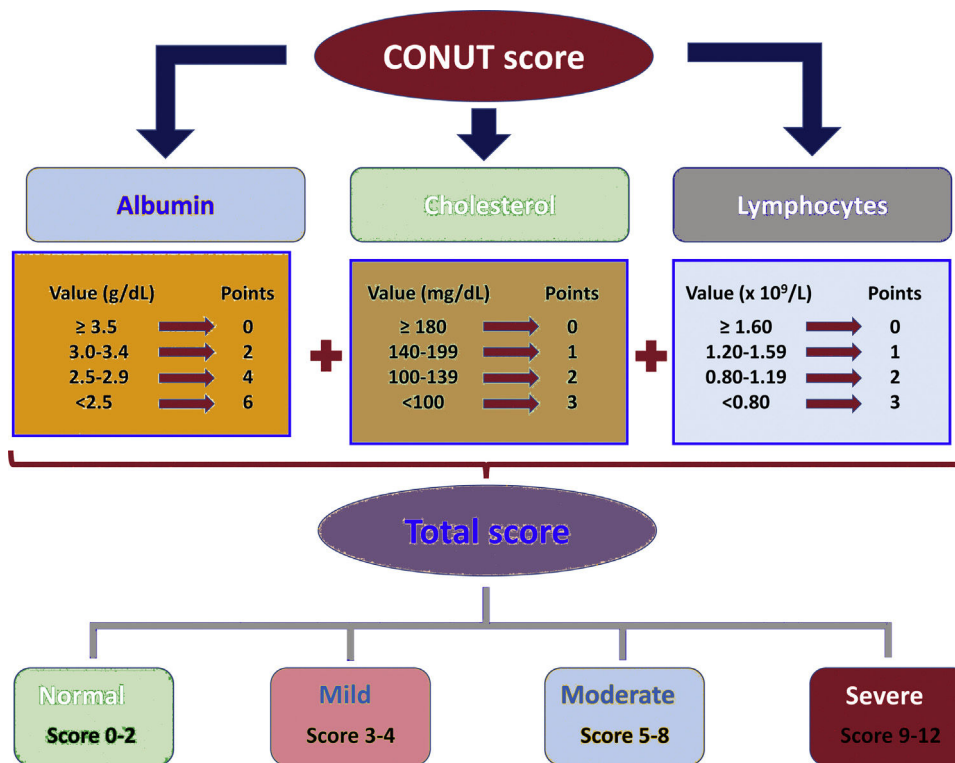 CONUT score
Albumin
Cholesterol
Lymphocytes
Value (g/dL) Points
≥ 3.5 0
3.0-3.4 2
2.5-2.9 4
<2.5 6
+
Value (mg/dL) Points
≥ 180 0
140-199 1
100-139 2
<100 3
+
Value (x 10⁹/L) Points
≥ 1.60 0
1.20-1.59 1
0.80-1.19 2
<0.80 3
Total score
Normal
Score 0-2
Mild
Score 3-4
Moderate
Score 5-8
Severe
Score 9-12